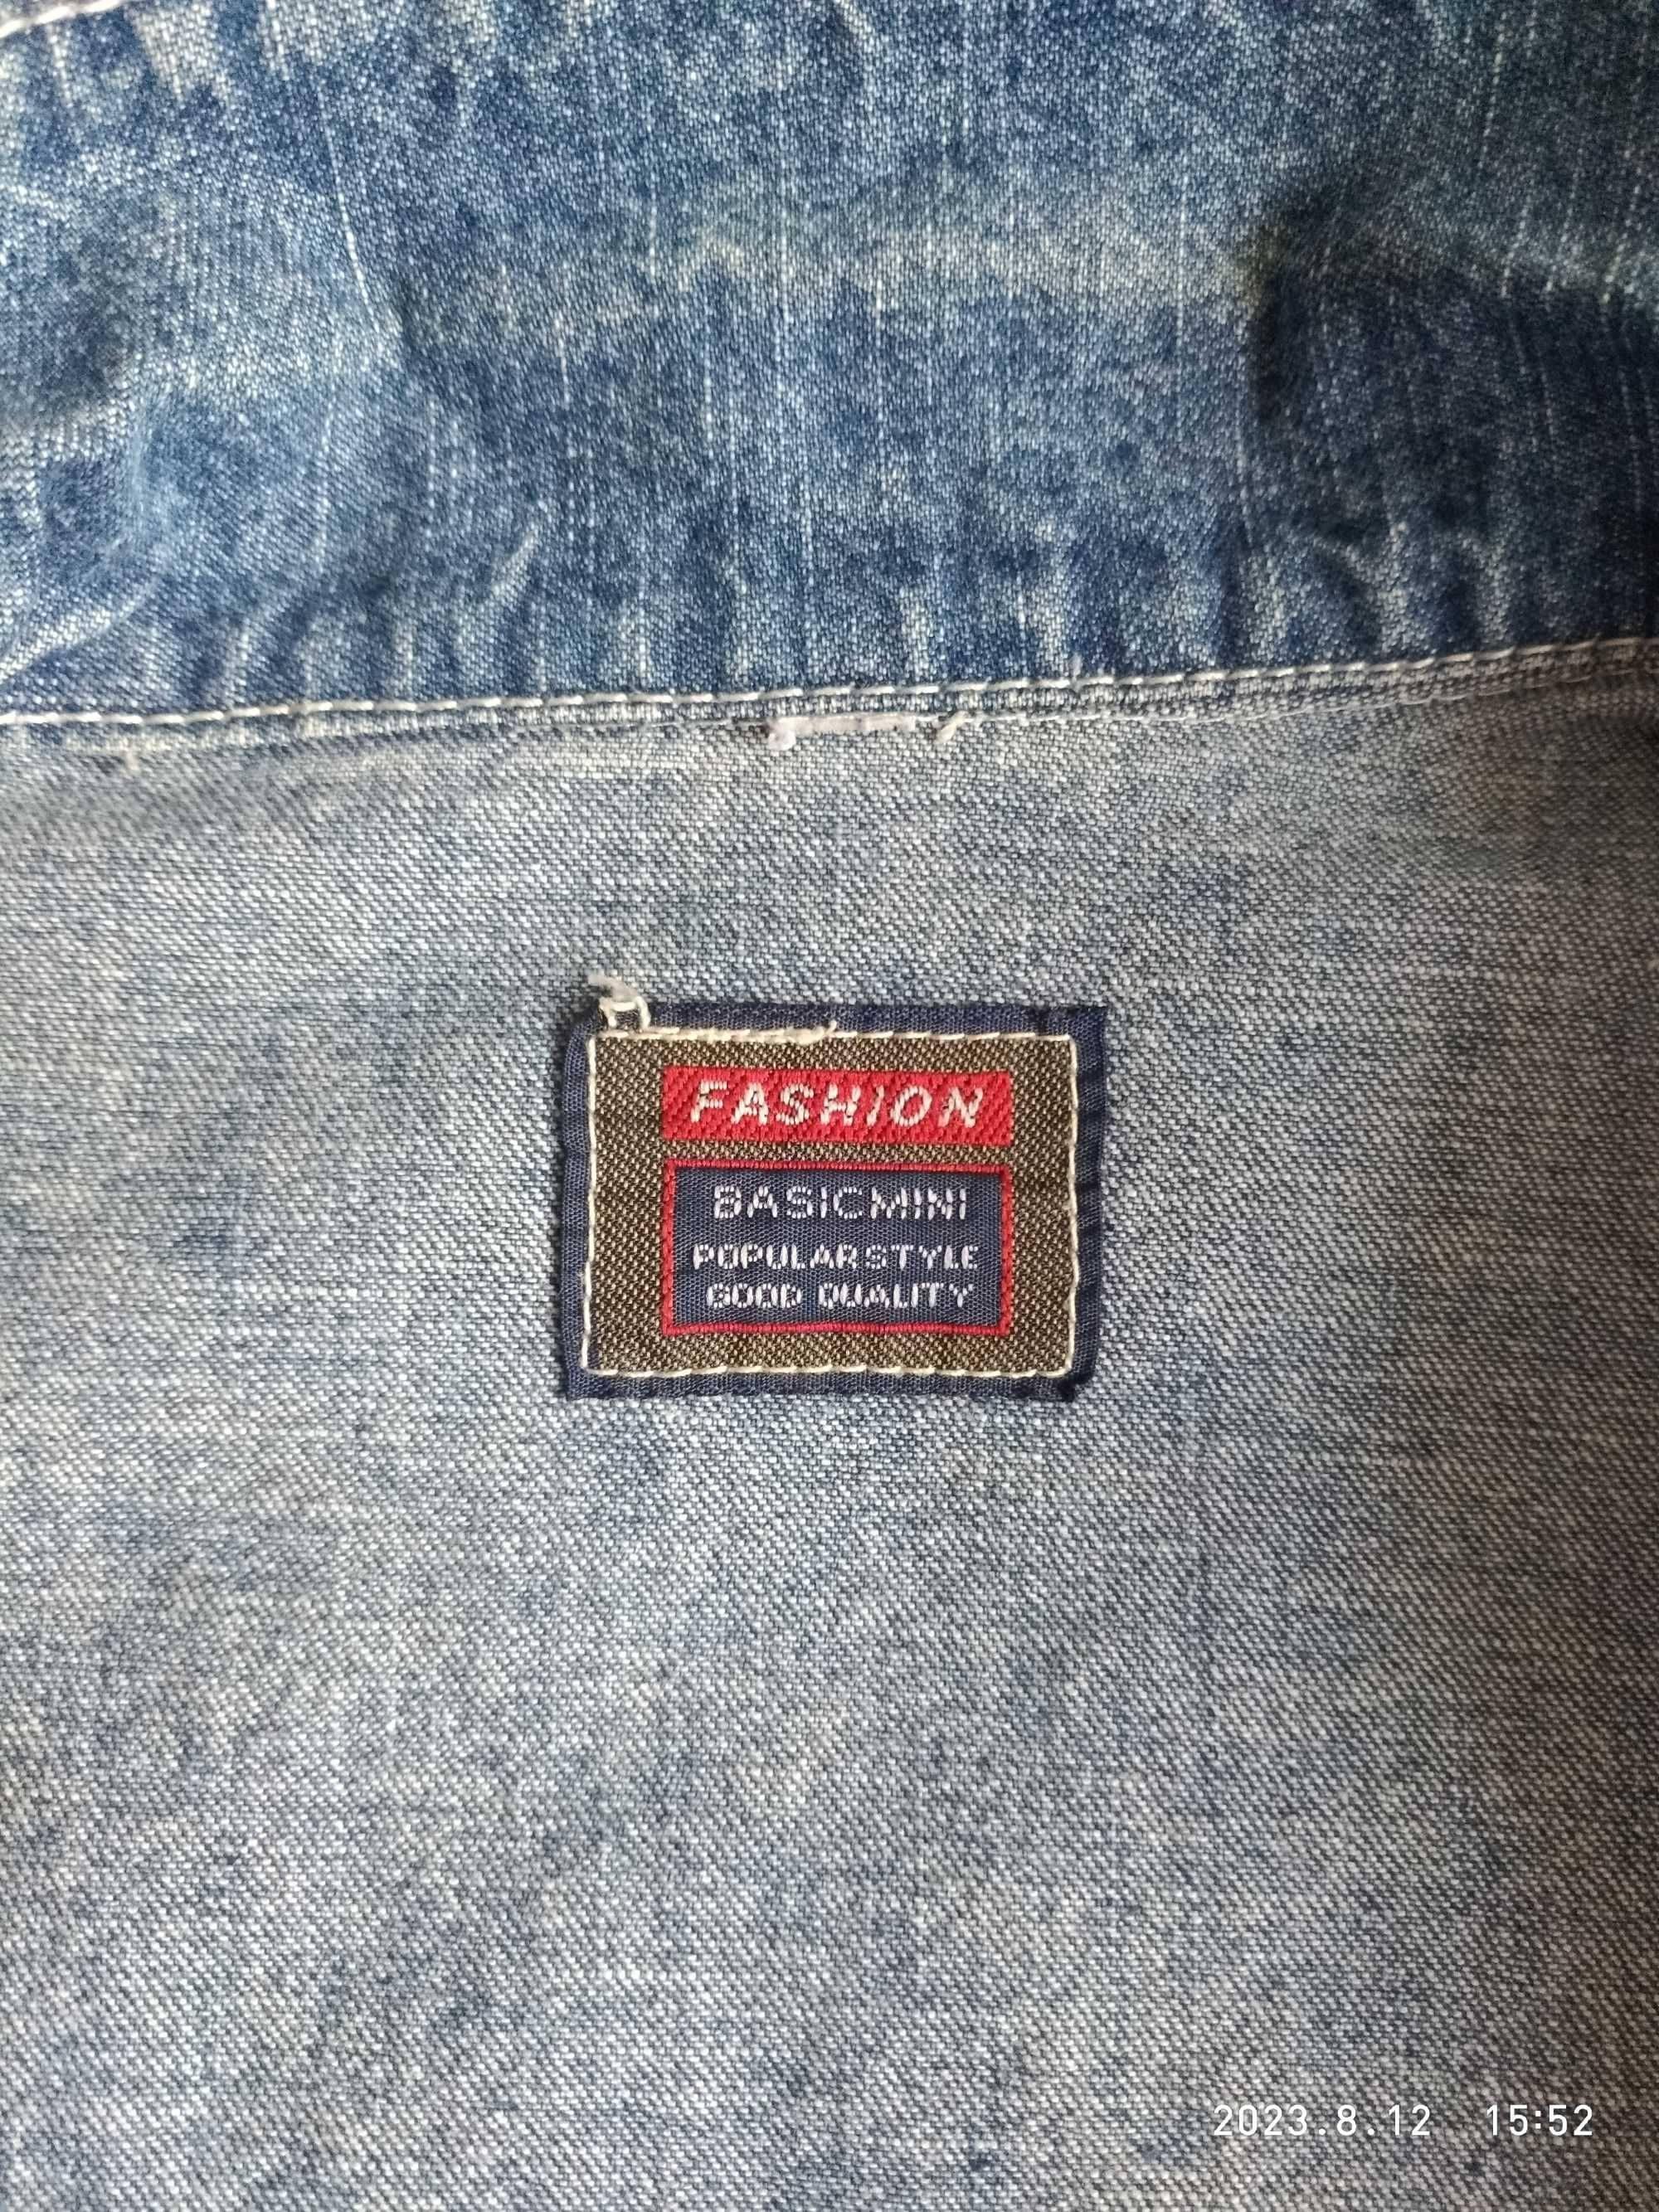 FASHION
BASICMINI
POPULARSTYLE
GOOD QUALITY
2023.8.12 15:52